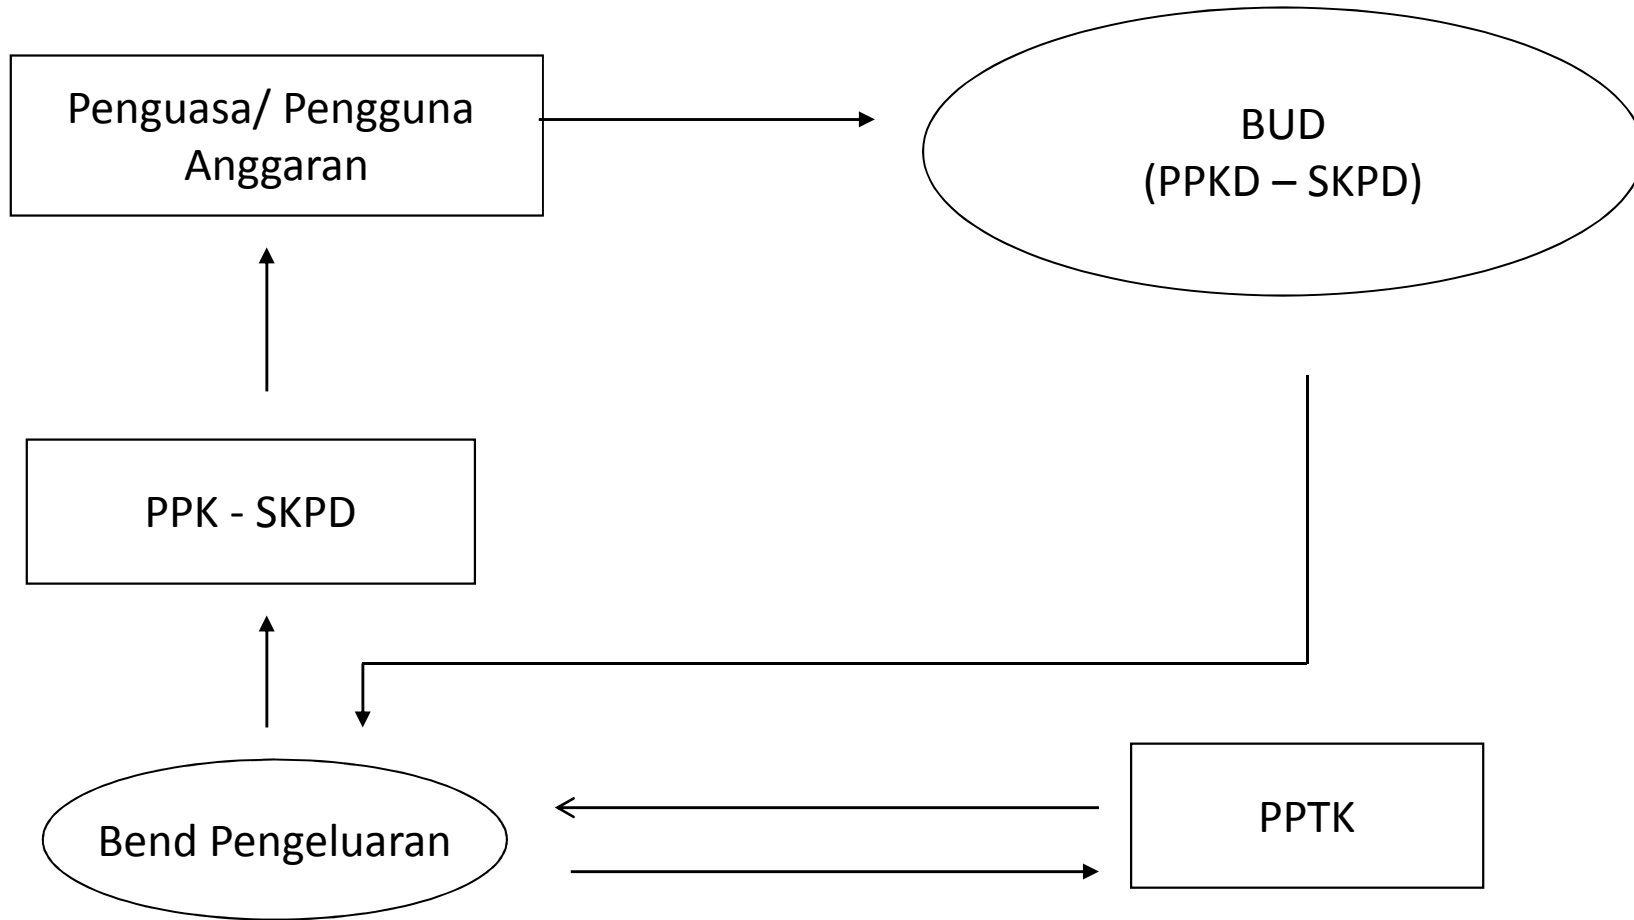 Penguasa/ Pengguna
Anggaran
BUD
(PPKD – SKPD)
PPK - SKPD
Bend Pengeluaran
PPTK